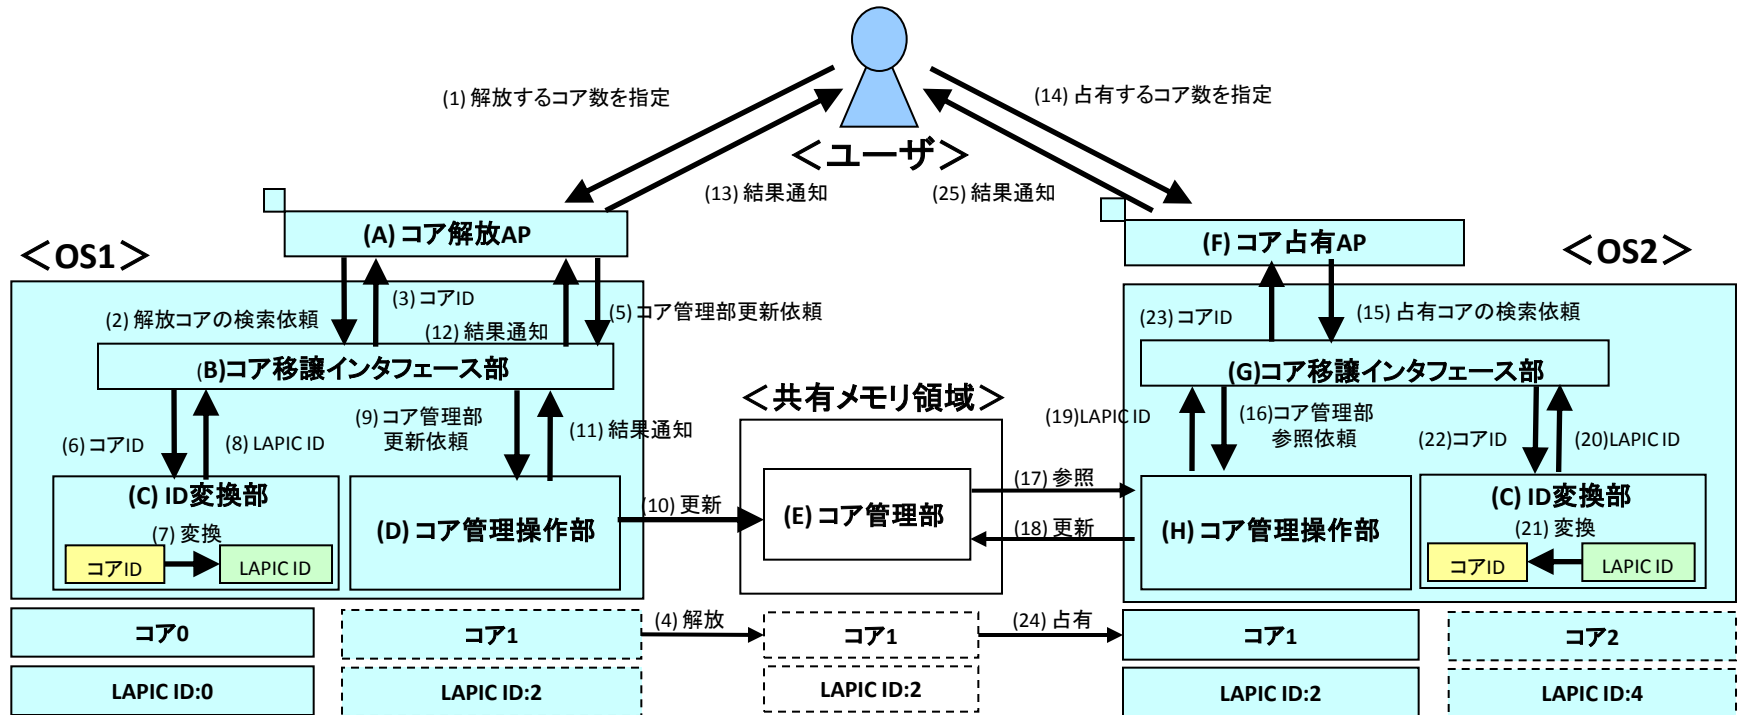 (1) 解放するコア数を指定
(14) 占有するコア数を指定
＜ユーザ＞
(13) 結果通知
(25) 結果通知
(A) コア解放AP
(F) コア占有AP
＜OS1＞
＜OS2＞
(2) 解放コアの検索依頼
(3) コアID
(12) 結果通知
(5) コア管理部更新依頼
(23) コアID
(15) 占有コアの検索依頼
(B)コア移譲インタフェース部
(G)コア移譲インタフェース部
(6) コアID
(8) LAPIC ID
(9) コア管理部
更新依頼
(11) 結果通知
＜共有メモリ領域＞
(19)LAPIC ID
(16)コア管理部
参照依頼
(22)コアID
(20)LAPIC ID
(C) ID変換部
(7) 変換
コアID
LAPIC ID
(D) コア管理操作部
(10) 更新
(E) コア管理部
(17) 参照
(18) 更新
(H) コア管理操作部
(C) ID変換部
(21) 変換
コアID
LAPIC ID
コア0
コア1
(4) 解放
コア1
(24) 占有
コア1
コア2
LAPIC ID:0
LAPIC ID:2
LAPIC ID:2
LAPIC ID:2
LAPIC ID:4